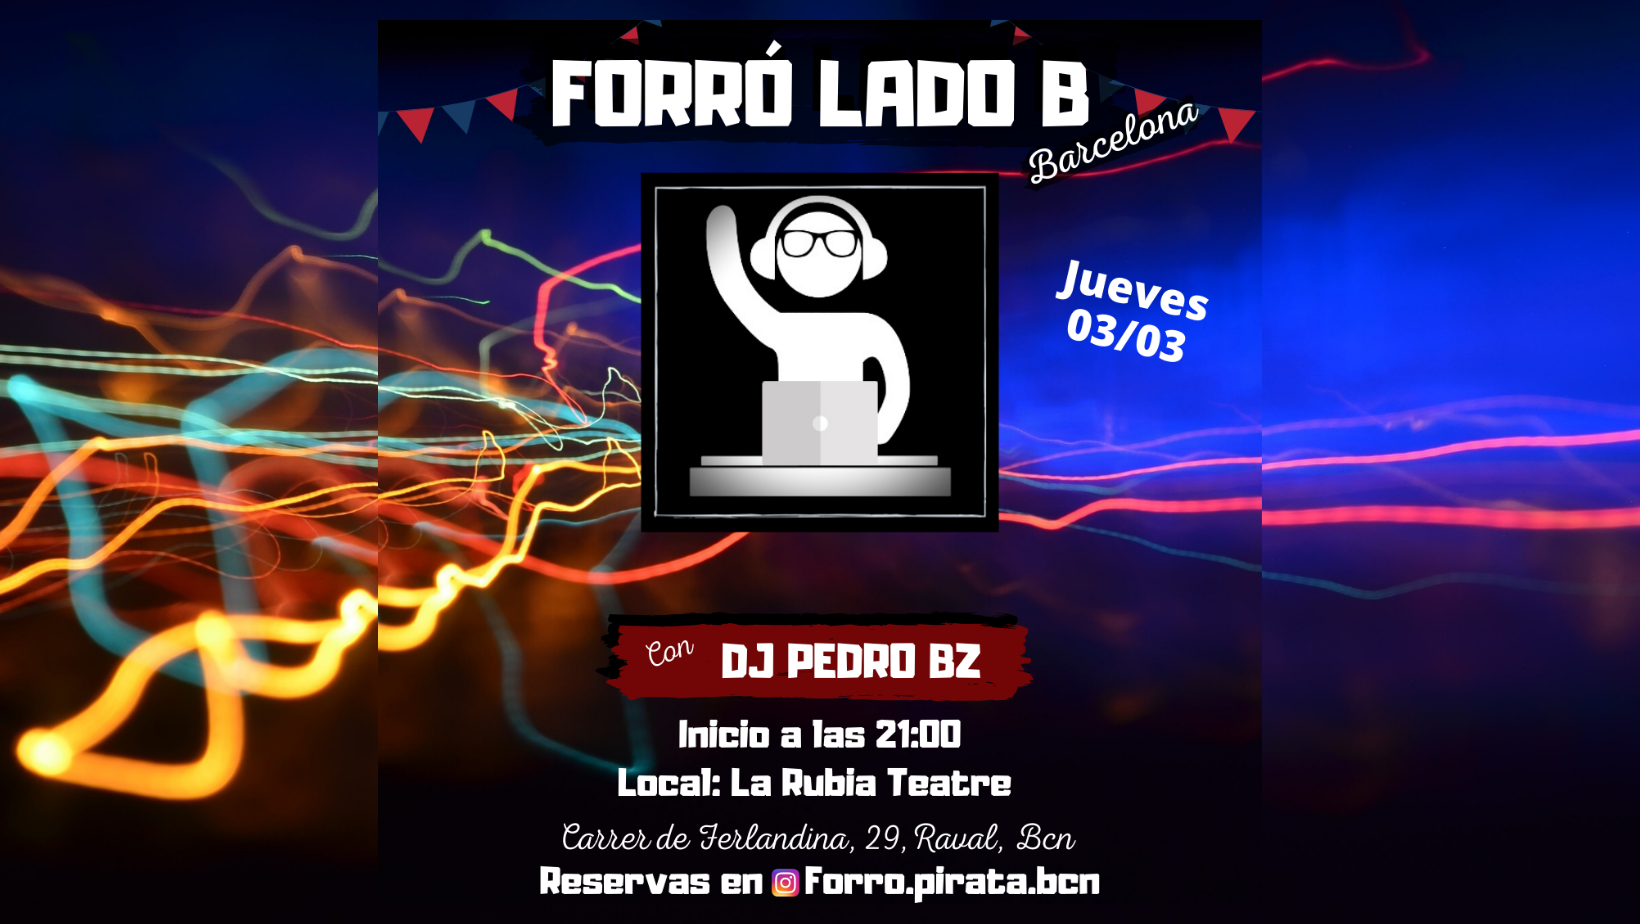 FORRÓ LADO B
Barcelona
Jueves
03/03
Con DJ PEDRO BZ
Inicio a las 21:00
Local: La Rubia Teatre
Carrer de Ferlandina, 29, Raval, Bcn
Reservas en Forro.pirata.bcn